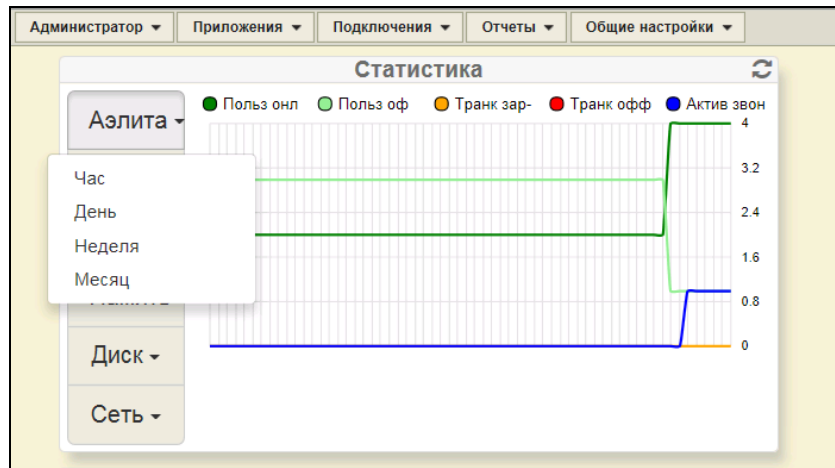 Администратор
Приложения
Подключения
Отчеты
Общие настройки
Статистика
Аэлита
Польз онл
Польз оф
Транк зар-
Транк офф
Актив звон
4
3.2
2.4
1.6
0.8
0
Час
День
Неделя
Месяц
Диск
Сеть